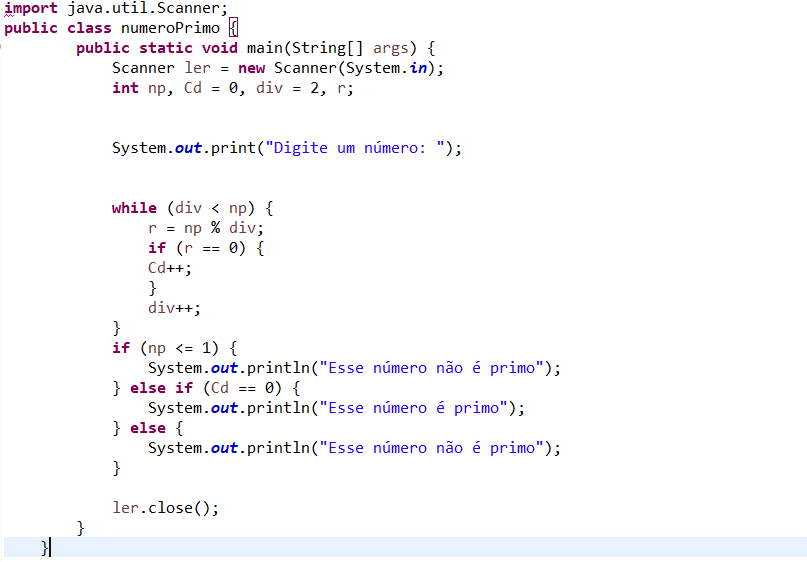 import java.util.Scanner;
public class numeroPrimo {
public static void main(String[] args) {
Scanner ler = new Scanner(System.in);
int np, Cd = 0, div = 2, r;
System.out.print("Digite um número: ");
while (div < np) {
r = np % div;
if (r == 0) {
Cd++;
}
div++;
}
if (np <= 1) {
System.out.println("Esse número não é primo");
} else if (Cd == 0) {
System.out.println("Esse número é primo");
} else {
System.out.println("Esse número não é primo");
}
ler.close();
}
}